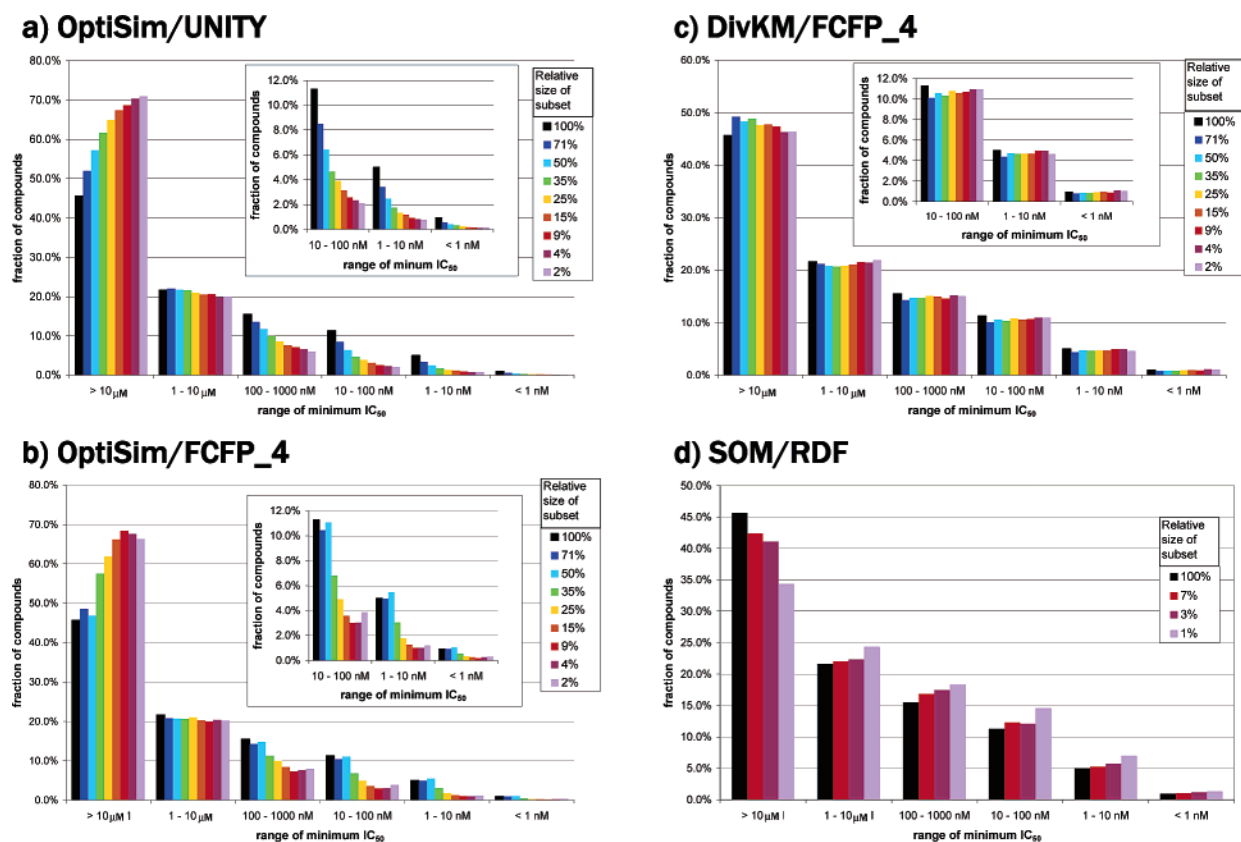 a) OptiSim/UNITY
80.0%
70.0%
60.0%
50.0%
40.0%
30.0%
20.0%
10.0%
0.0%
fraction of compounds
> 10 µM
1 - 10 µM
100 - 1000 nM
10 - 100 nM
1 - 10 nM
< 1 nM
range of minimum IC50
12.0%
10.0%
8.0%
6.0%
4.0%
2.0%
0.0%
fraction of compounds
10 - 100 nM
1 - 10 nM
< 1 nM
range of minum IC50
Relative
size of
subset
100%
71%
50%
35%
25%
15%
9%
4%
2%
b) OptiSim/FCFP_4
80.0%
70.0%
60.0%
50.0%
40.0%
30.0%
20.0%
10.0%
0.0%
fraction of compounds
> 10µM l
1 - 10µM
100 - 1000 nM
10 - 100 nM
1 - 10 nM
< 1 nM
range of minimum IC50
12.0%
10.0%
8.0%
6.0%
4.0%
2.0%
0.0%
fraction of compounds
10 - 100 nM
1 - 10 nM
< 1 nM
range of minimum IC50
Relative
size of
subset
100%
71%
50%
35%
25%
15%
9%
4%
2%
c) DivKM/FCFP_4
60.0%
50.0%
40.0%
30.0%
20.0%
10.0%
0.0%
fraction of compounds
> 10 µM
1 - 10 µM
100 - 1000 nM
10 - 100 nM
1 - 10 nM
< 1 nM
range of minimum IC50
12.0%
10.0%
8.0%
6.0%
4.0%
2.0%
0.0%
fraction of compounds
10 - 100 nM
1 - 10 nM
< 1 nM
range of minimum IC50
Relative
size of
subset
100%
71%
50%
35%
25%
15%
9%
4%
2%
d) SOM/RDF
50.0%
45.0%
40.0%
35.0%
30.0%
25.0%
20.0%
15.0%
10.0%
5.0%
0.0%
fraction of compounds
> 10µM l
1 - 10µM l
100 - 1000 nM
10 - 100 nM
1 - 10 nM
< 1 nM
range of minimum IC50
Relative
size of
subset
100%
7%
3%
1%